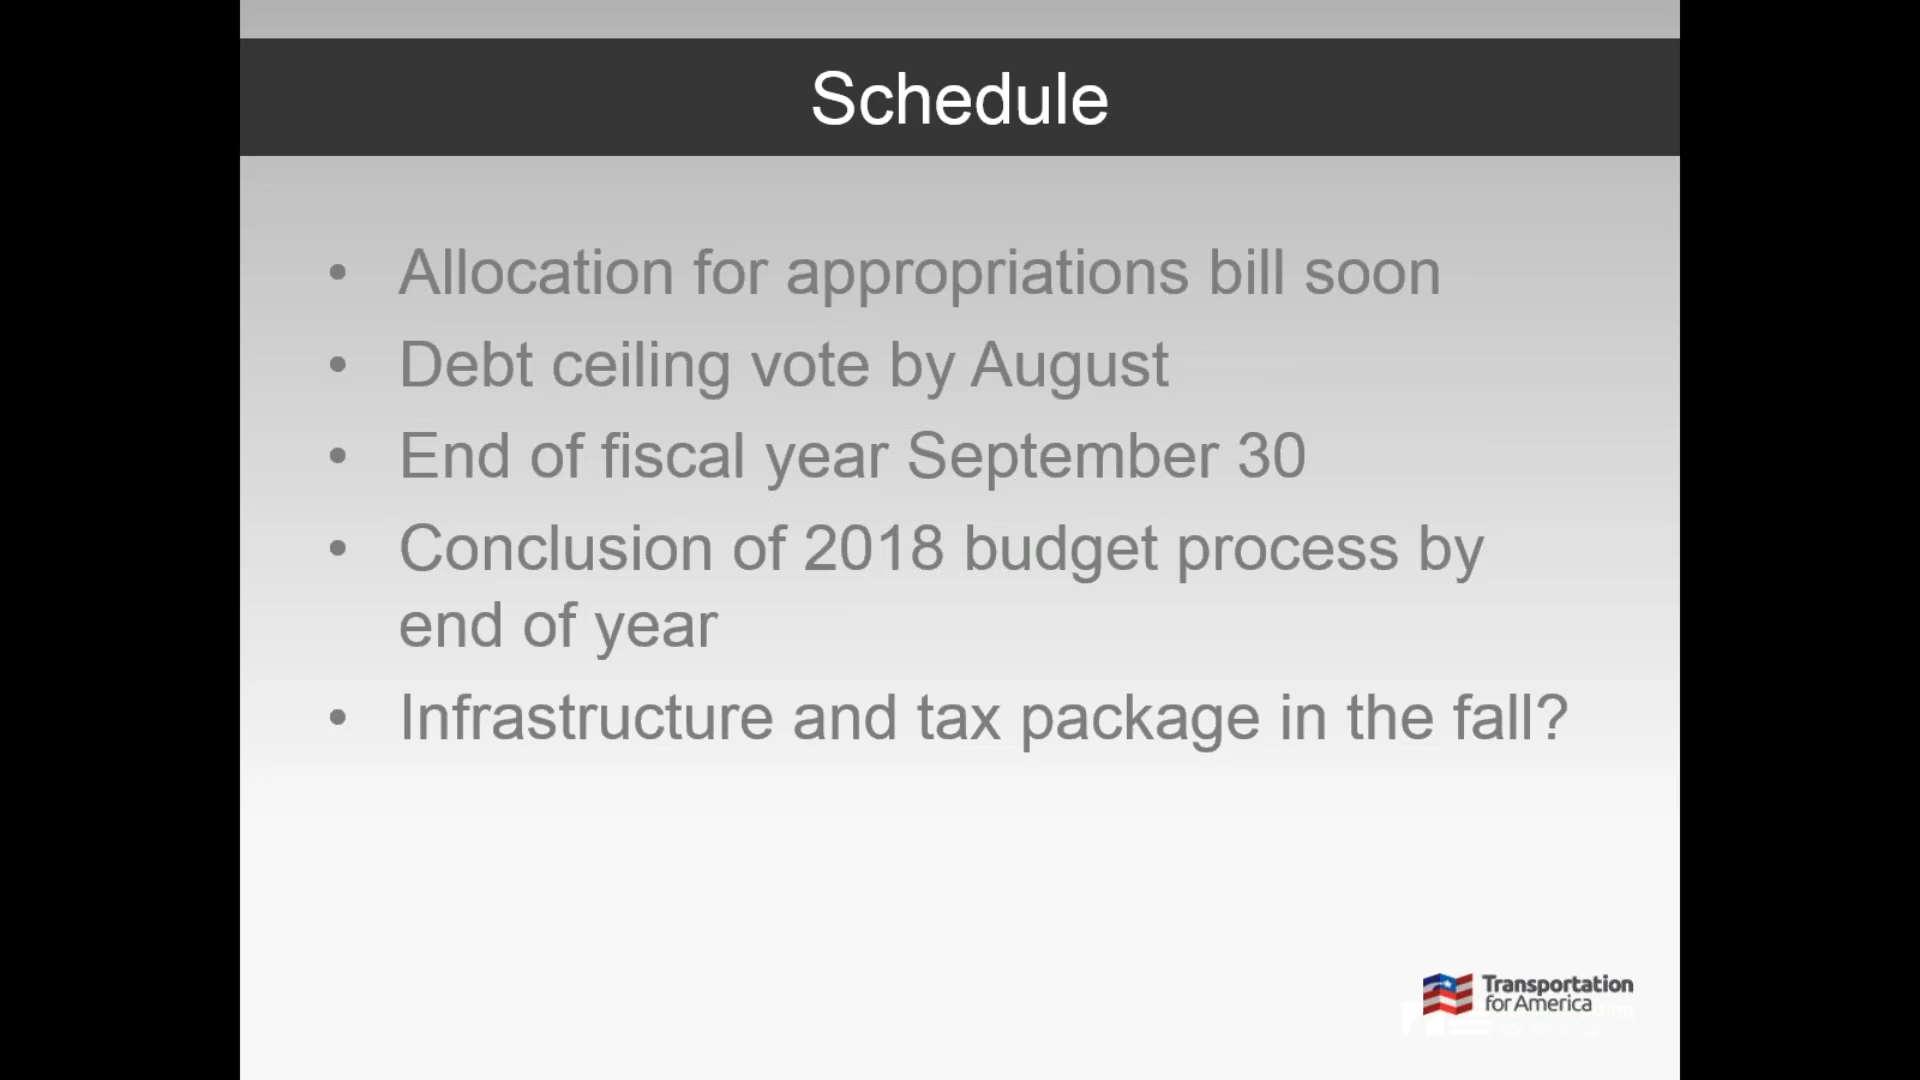 Schedule
• Allocation for appropriations bill soon
• Debt ceiling vote by August
• End of fiscal year September 30
• Conclusion of 2018 budget process by
end of year
• Infrastructure and tax package in the fall?
Transportation
for America